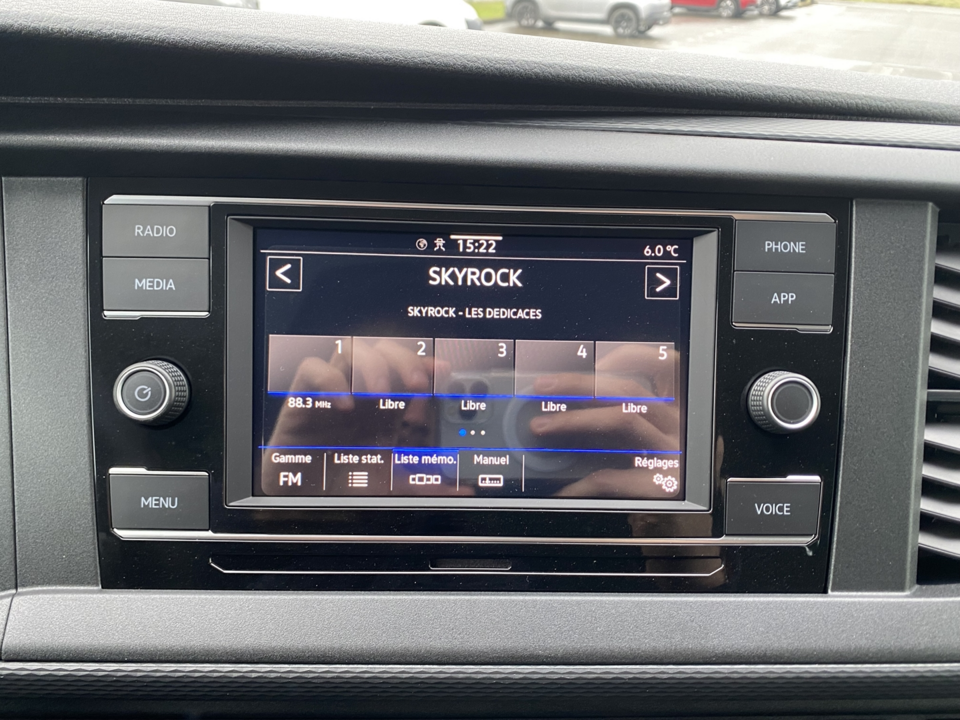 RADIO
MEDIA
MENU
15:22
6.0 °C
<
SKYROCK
>
SKYROCK - LES DEDICACES
1 2 3 4 5
88.3 MHz Libre Libre Libre Libre
Gamme Liste stat. Liste mémo. Manuel Réglages
FM
PHONE
APP
VOICE